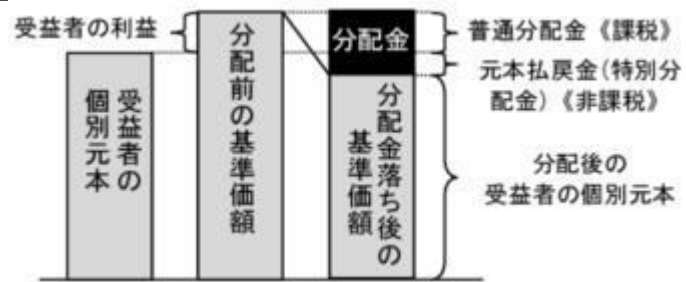 受益者の利益
受益者の
個別元本
分配前の基準価額
分配金
分配金落ち後の
基準価額
普通分配金《課税》
元本払戻金(特別分
配金)《非課税》
分配後の
受益者の個別元本